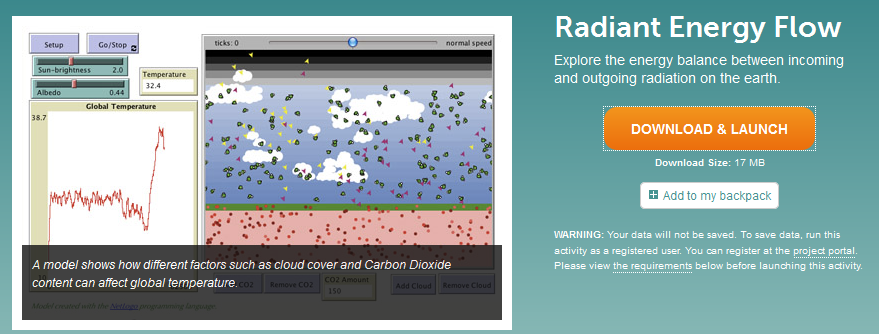 Setup
Go/Stop
ticks: 0
normal speed
Sun-brightness 2.0
Albedo 0.44
Temperature
32.4
Global Temperature
38.7
A model shows how different factors such as cloud cover and Carbon Dioxide
content can affect global temperature.
CO2
Remove CO2
CO2 Amount
150
Add Cloud
Remove Cloud
Model created with the NetLogo programming language
Radiant Energy Flow
Explore the energy balance between incoming
and outgoing radiation on the earth.
DOWNLOAD & LAUNCH
Download Size: 17 MB
Add to my backpack
WARNING: Your data will not be saved. To save data, run this
activity as a registered user. You can register at the project portal.
Please view the requirements below before launching this activity.